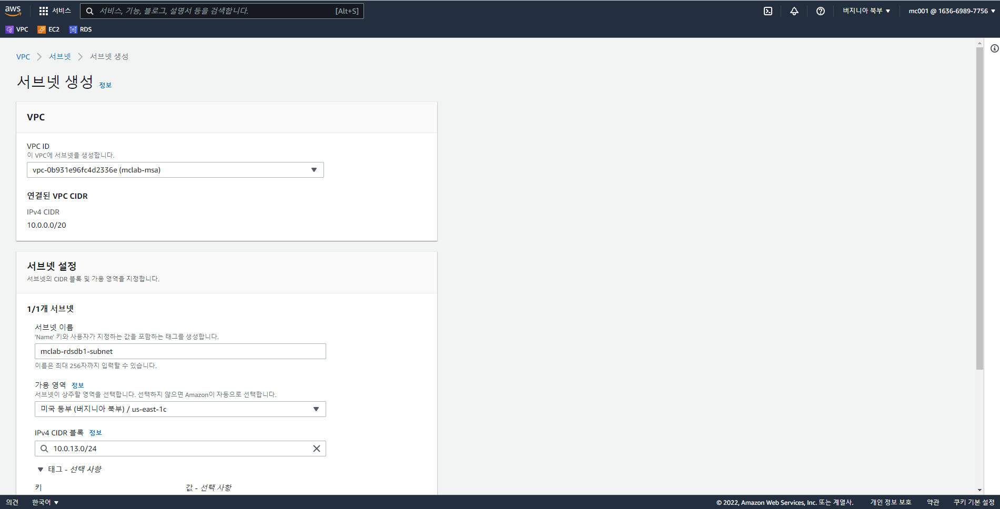 aws 서비스 서비스, 기능, 블로그, 설명서 등을 검색합니다. [Alt+S] 버지니아 북부 ▼ mc001 @ 1636-6989-7756 ▼
VPC EC2 RDS
VPC > 서브넷 > 서브넷 생성
서브넷 생성 정보
VPC
VPC ID
이 VPC에 서브넷을 생성합니다.
vpc-0b931e96fc4d2336e (mclab-msa)
연결된 VPC CIDR
IPv4 CIDR
10.0.0.0/20
서브넷 설정
서브넷의 CIDR 블록 및 가용 영역을 지정합니다.
1/1개 서브넷
서브넷 이름
'Name' 키와 사용자가 지정하는 값을 포함하는 태그를 생성합니다.
mclab-rdsdb1-subnet
이름은 최대 256자까지 입력할 수 있습니다.
가용 영역 정보
서브넷이 상주할 영역을 선택합니다. 선택하지 않으면 Amazon이 자동으로 선택합니다.
미국 동부 (버지니아 북부) / us-east-1c
IPv4 CIDR 블록 정보
10.0.13.0/24
▼ 태그 - 선택 사항
키 값 - 선택 사항
의견 한국어 ▼ © 2022, Amazon Web Services, Inc. 또는 계열사. 개인 정보 보호 약관 쿠키 기본 설정